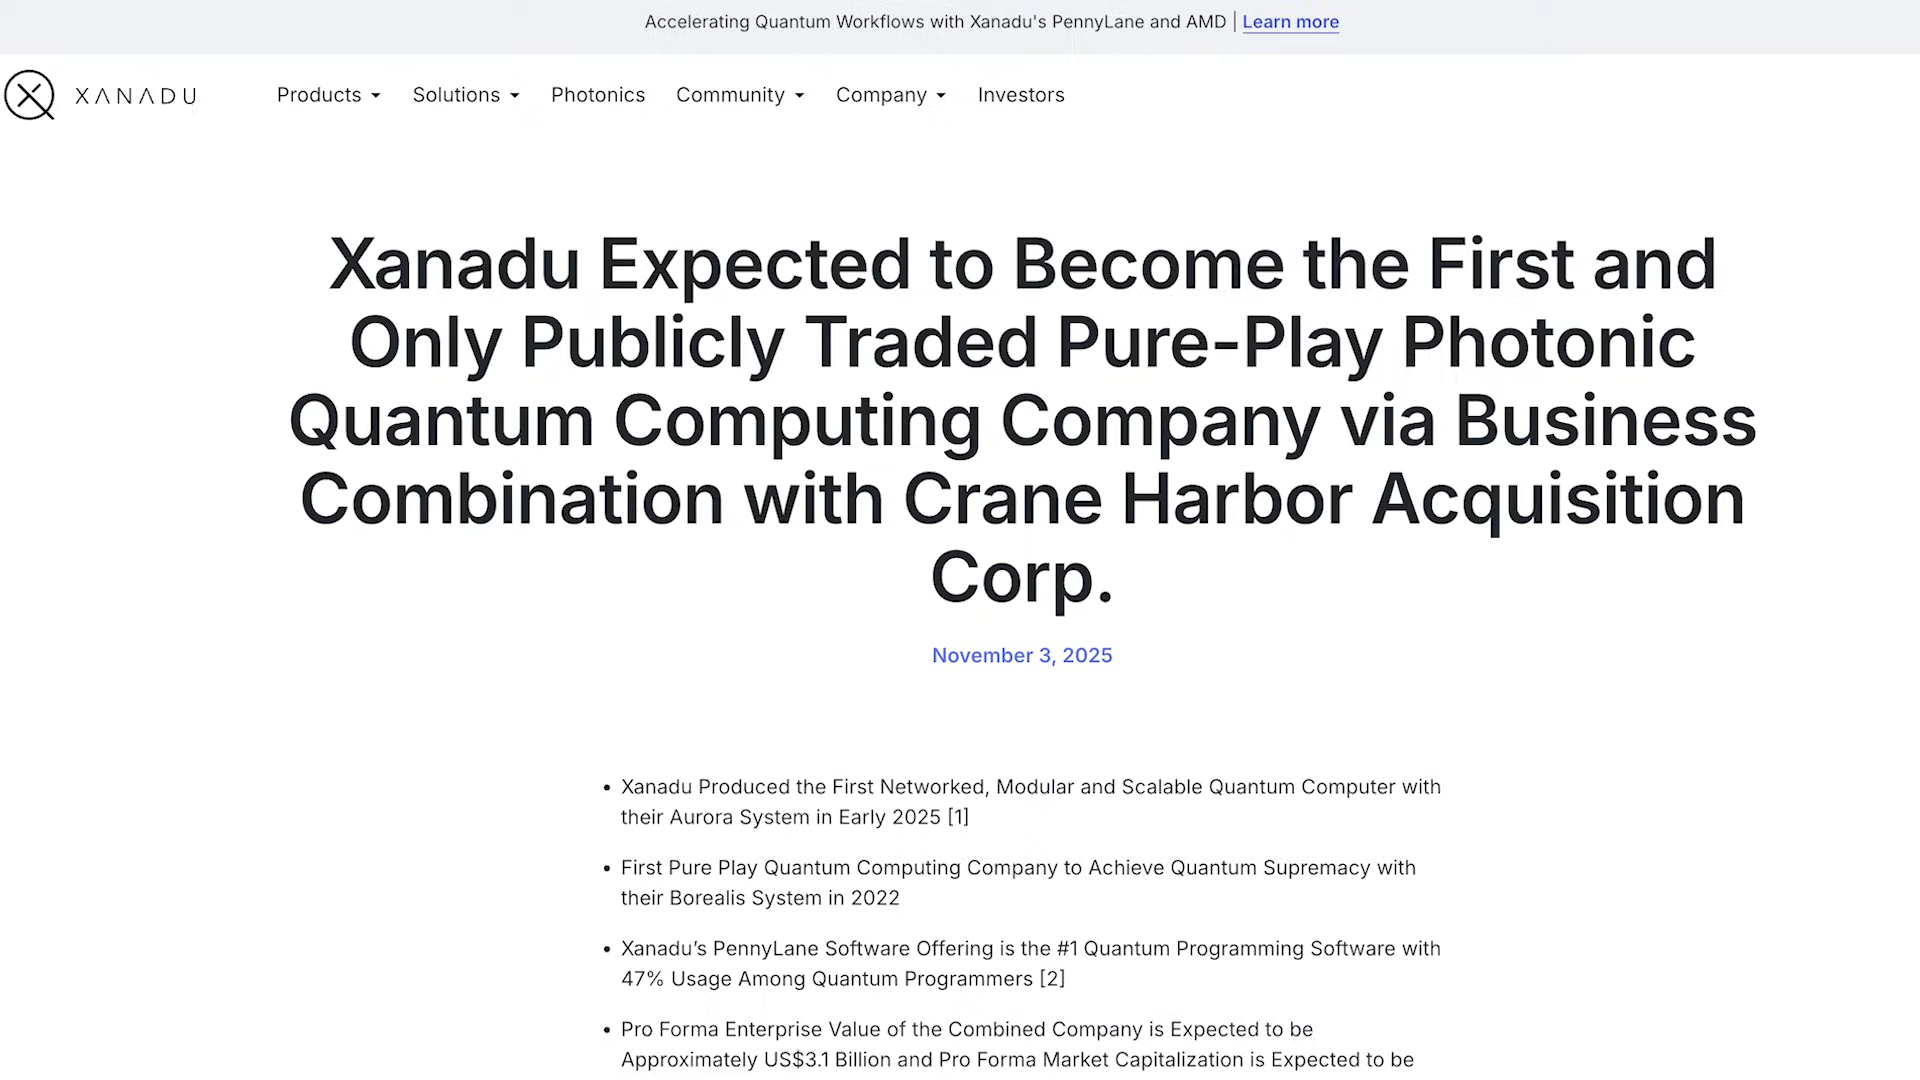 Accelerating Quantum Workflows with Xanadu's PennyLane and AMD | Learn more
XANADU
Products Solutions Photonics Community Company Investors
Xanadu Expected to Become the First and
Only Publicly Traded Pure-Play Photonic
Quantum Computing Company via Business
Combination with Crane Harbor Acquisition
Corp.
November 3, 2025
• Xanadu Produced the First Networked, Modular and Scalable Quantum Computer with
their Aurora System in Early 2025 [1]
• First Pure Play Quantum Computing Company to Achieve Quantum Supremacy with
their Borealis System in 2022
• Xanadu’s PennyLane Software Offering is the #1 Quantum Programming Software with
47% Usage Among Quantum Programmers [2]
• Pro Forma Enterprise Value of the Combined Company is Expected to be
Approximately US$3.1 Billion and Pro Forma Market Capitalization is Expected to be